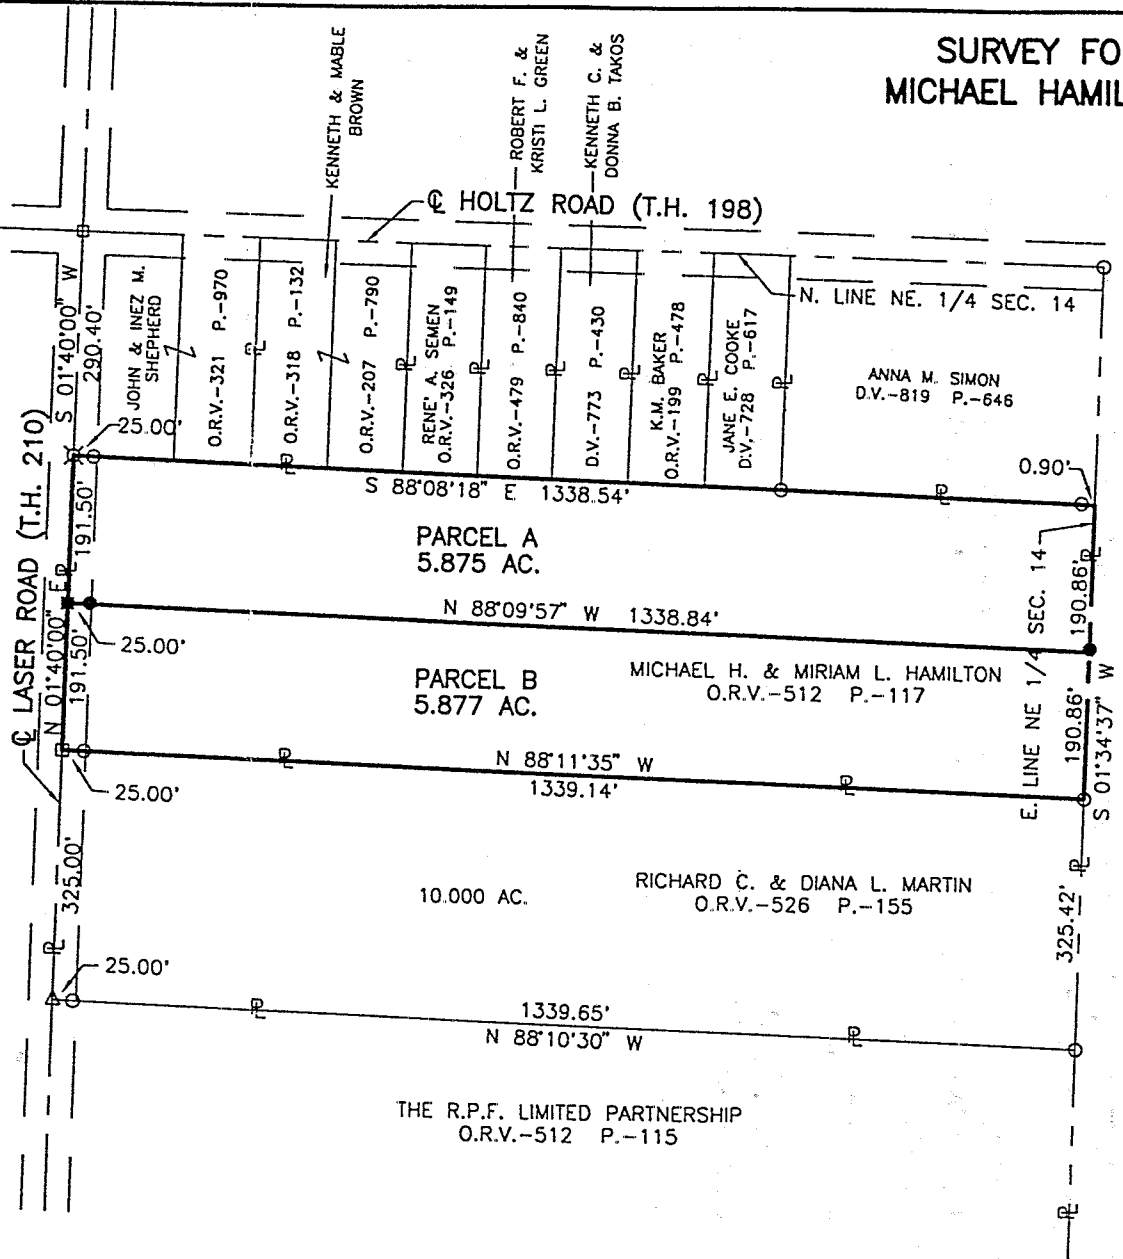 SURVEY FO
MICHAEL HAMIL
KENNETH & MABLE
BROWN
ROBERT F. &
KRISTI L. GREEN
KENNETH C. &
DONNA B. TAKOS
℄ HOLTZ ROAD (T.H. 198)
N. LINE NE. 1/4 SEC. 14
S 01°40'00" W
290.40'
JOHN & INEZ M.
SHEPHERD
O.R.V.-321 P.-970
O.R.V.-318 P.-132
O.R.V.-207 P.-790
RENE' A. SEMEN
O.R.V.-326 P.-149
O.R.V.-479 P.-840
D.V.-773 P.-430
K.M. BAKER
O.R.V.-199 P.-478
JANE E. COOKE
D.V.-728 P.-617
ANNA M. SIMON
D.V.-819 P.-646
25.00'
0.90'
S 88°08'18" E 1338.54'
℄ LASER ROAD (T.H. 210)
191.50'
PARCEL A
5.875 AC.
190.86'
N 88°09'57" W 1338.84'
25.00'
N 01°40'00" E
191.50'
PARCEL B
5.877 AC.
MICHAEL H. & MIRIAM L. HAMILTON
O.R.V.-512 P.-117
E. LINE NE 1/4 SEC. 14
190.86'
S 01°34'37" W
N 88°11'35" W
1339.14'
25.00'
325.00'
10.000 AC.
RICHARD C. & DIANA L. MARTIN
O.R.V.-526 P.-155
325.42'
25.00'
1339.65'
N 88°10'30" W
THE R.P.F. LIMITED PARTNERSHIP
O.R.V.-512 P.-115